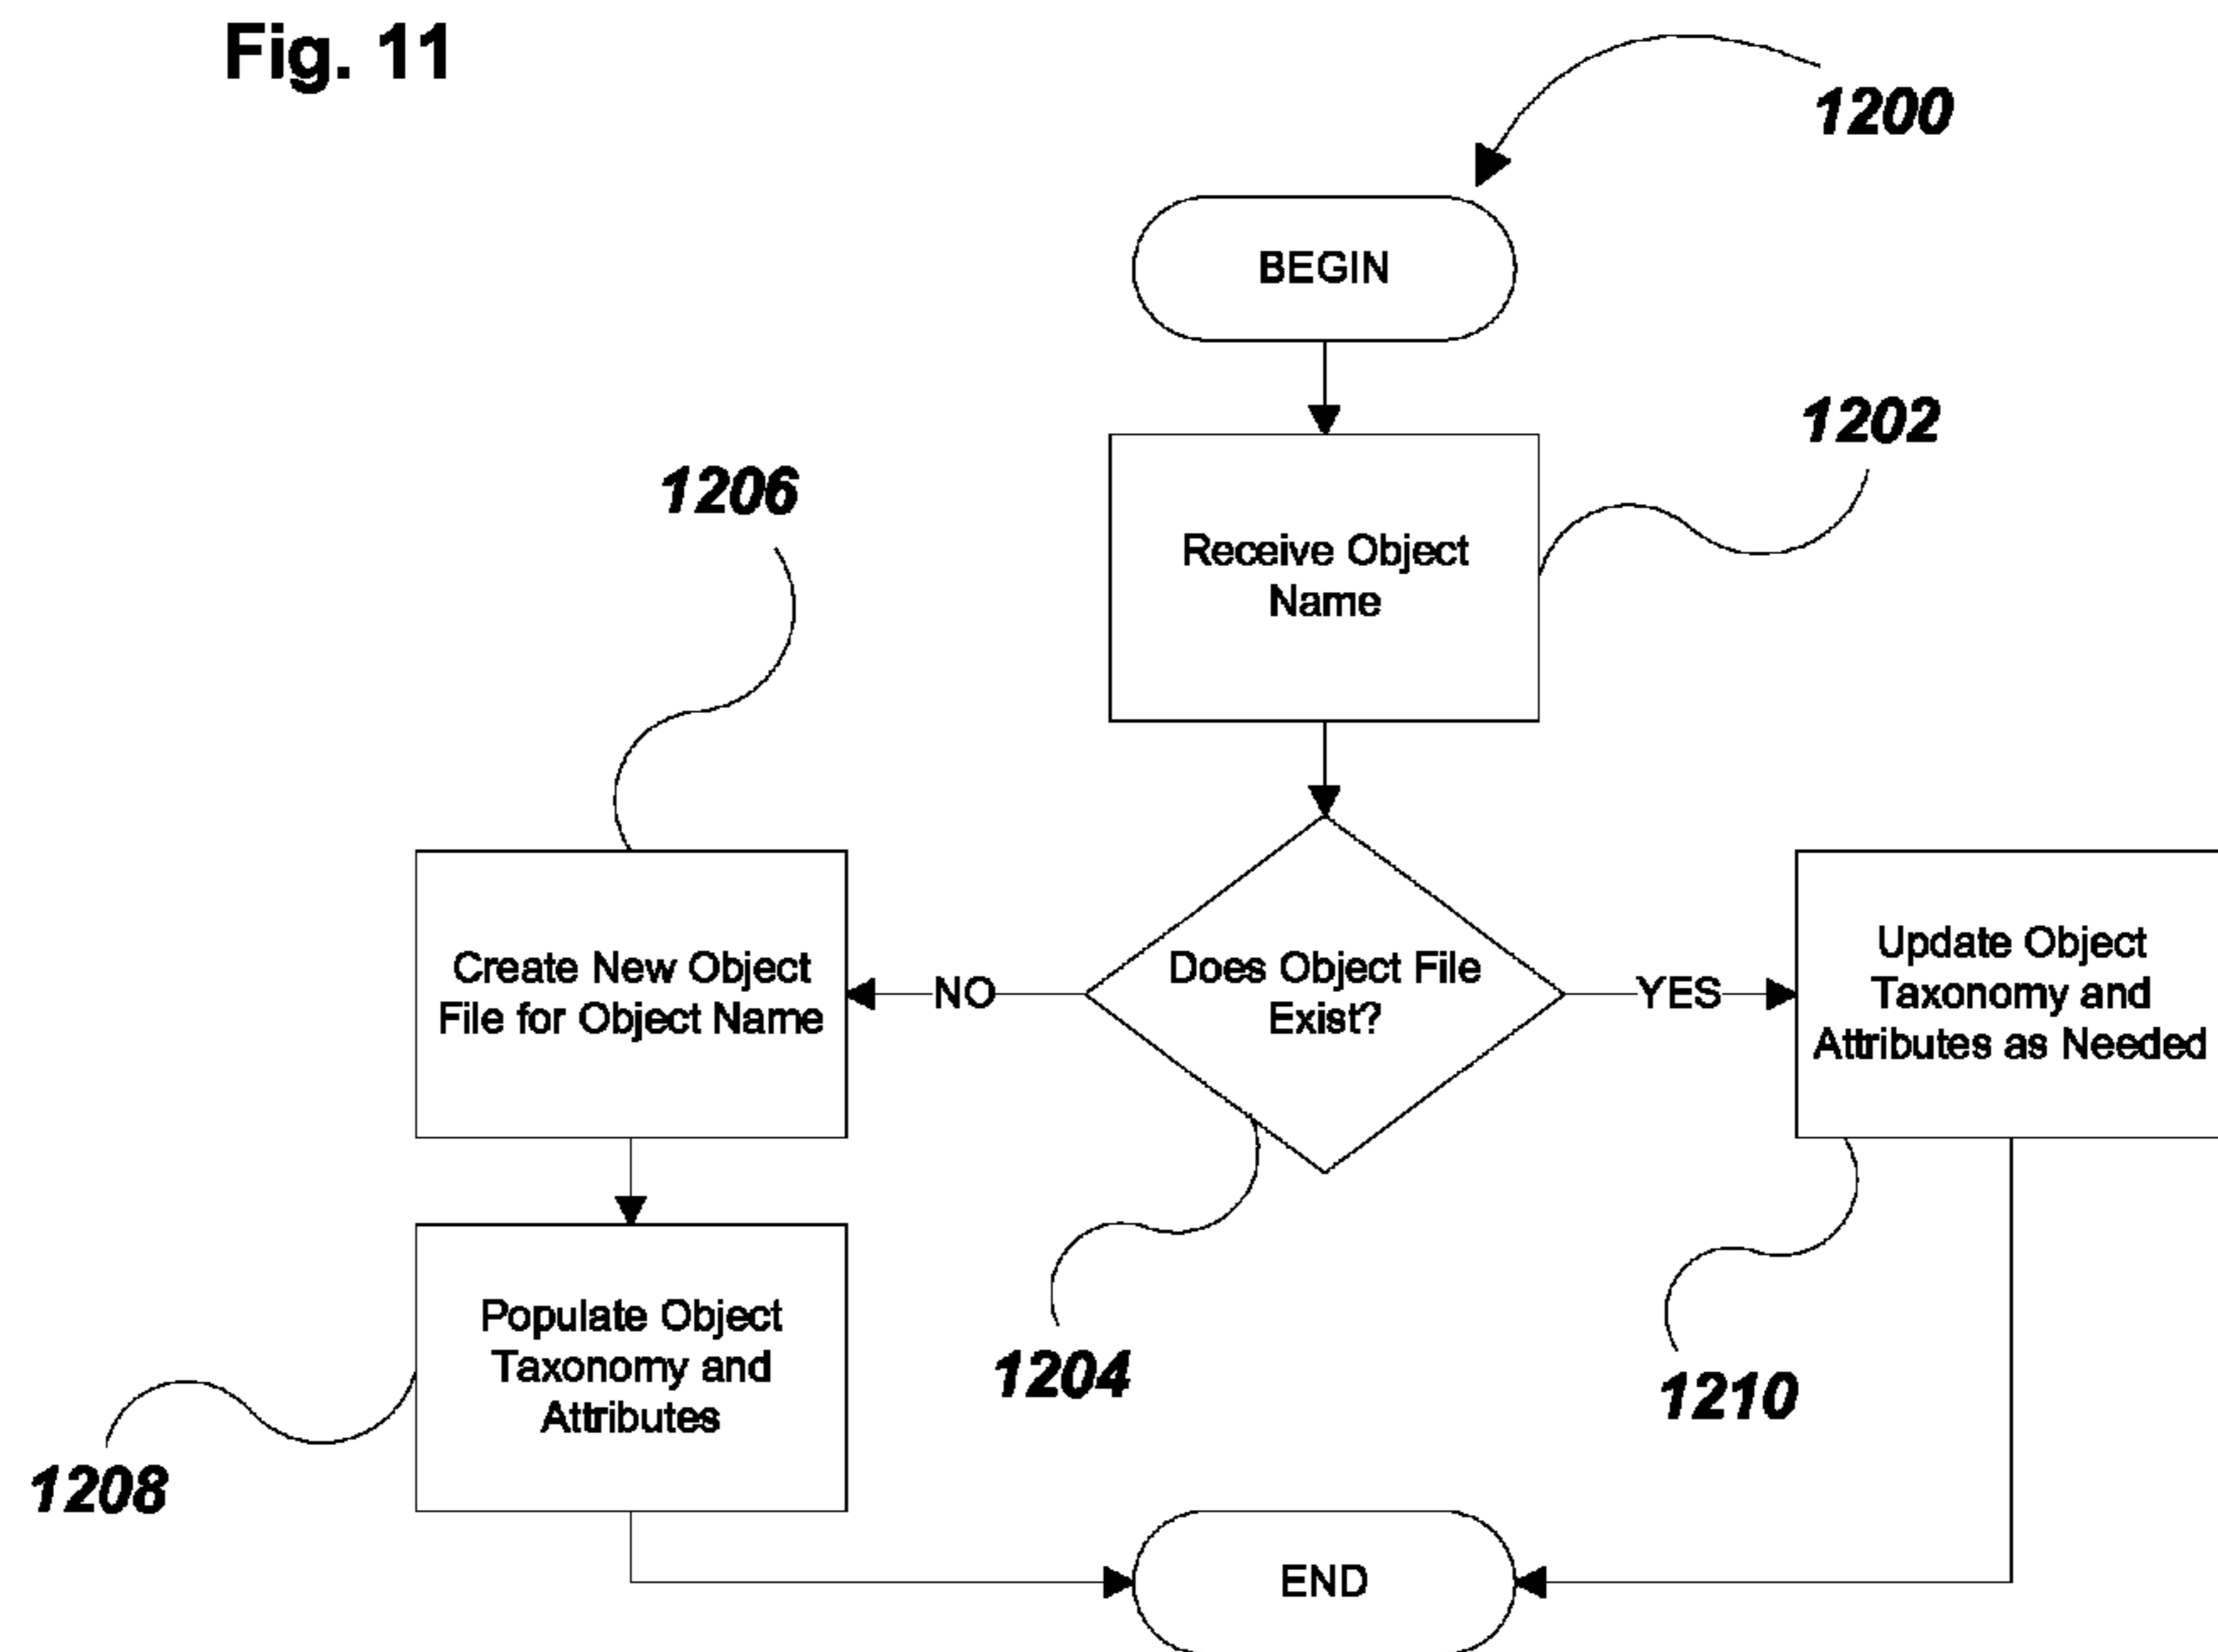 Fig. 11
1200
BEGIN
1202
Receive Object
Name
1206
Create New Object
File for Object Name
NO
Does Object File
Exist?
YES
Update Object
Taxonomy and
Attributes as Needed
Populate Object
Taxonomy and
Attributes
1204
1210
1208
END